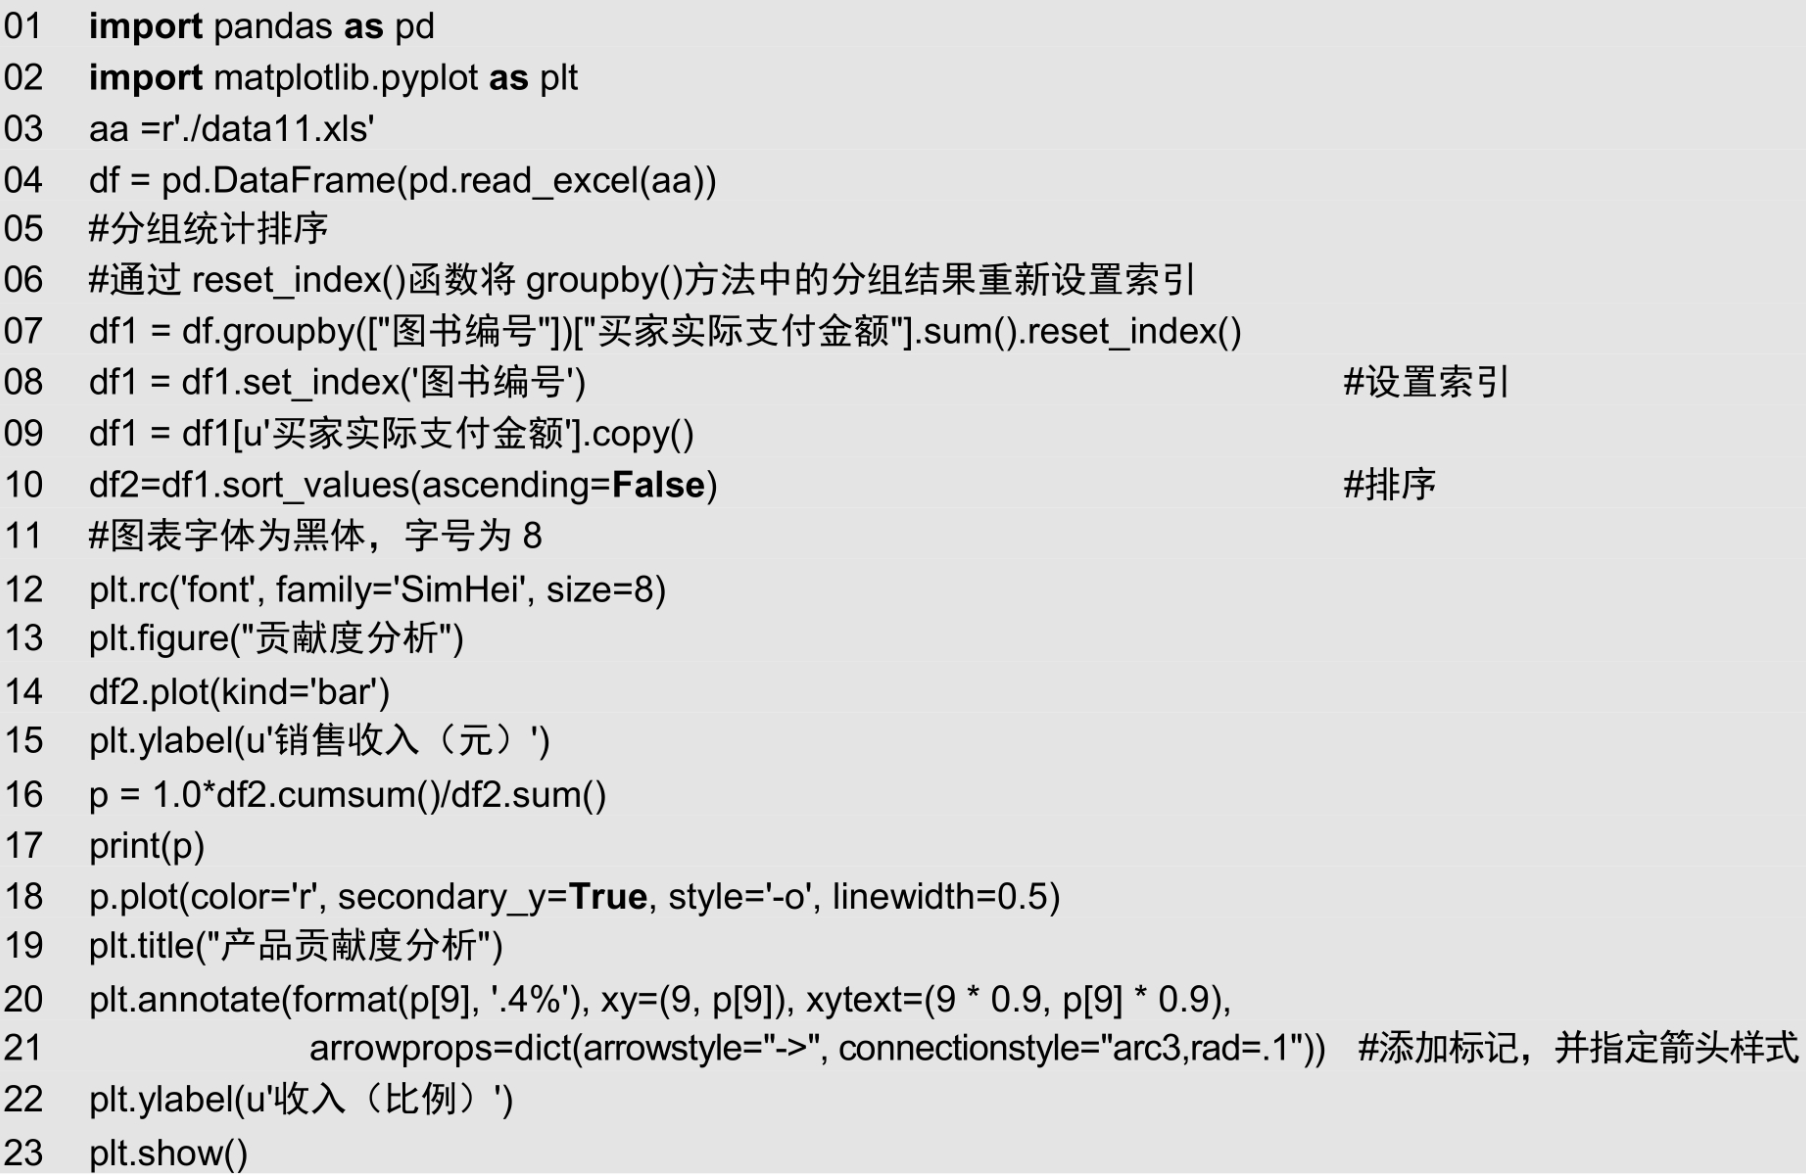 01 import pandas as pd
02 import matplotlib.pyplot as plt
03 aa =r'./data11.xls'
04 df = pd.DataFrame(pd.read_excel(aa))
05 #分组统计排序
06 #通过 reset_index()函数将 groupby()方法中的分组结果重新设置索引
07 df1 = df.groupby(["图书编号"])["买家实际支付金额"].sum().reset_index()
08 df1 = df1.set_index('图书编号') #设置索引
09 df1 = df1[u'买家实际支付金额'].copy()
10 df2=df1.sort_values(ascending=False) #排序
11 #图表字体为黑体，字号为 8
12 plt.rc('font', family='SimHei', size=8)
13 plt.figure("贡献度分析")
14 df2.plot(kind='bar')
15 plt.ylabel(u'销售收入（元）')
16 p = 1.0*df2.cumsum()/df2.sum()
17 print(p)
18 p.plot(color='r', secondary_y=True, style='-o', linewidth=0.5)
19 plt.title("产品贡献度分析")
20 plt.annotate(format(p[9], '.4%'), xy=(9, p[9]), xytext=(9 * 0.9, p[9] * 0.9),
21 arrowprops=dict(arrowstyle="->", connectionstyle="arc3,rad=.1")) #添加标记，并指定箭头样式
22 plt.ylabel(u'收入（比例）')
23 plt.show()